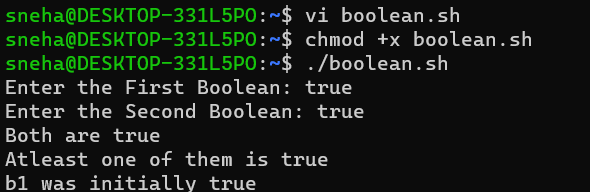 sneha@DESKTOP-331L5PO:~$ vi boolean.sh
sneha@DESKTOP-331L5PO:~$ chmod +x boolean.sh
sneha@DESKTOP-331L5PO:~$ ./boolean.sh
Enter the First Boolean: true
Enter the Second Boolean: true
Both are true
Atleast one of them is true
b1 was initially true